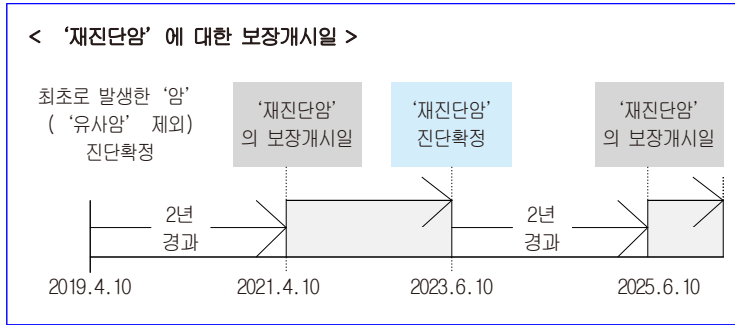 < ‘재진단암’에 대한 보장개시일 >
최초로 발생한 ‘암’
( ‘유사암’ 제외)
진단확정
‘재진단암’
의 보장개시일
‘재진단암’
진단확정
‘재진단암’
의 보장개시일
2년
경과
2년
경과
2019.4.10
2021.4.10
2023.6.10
2025.6.10